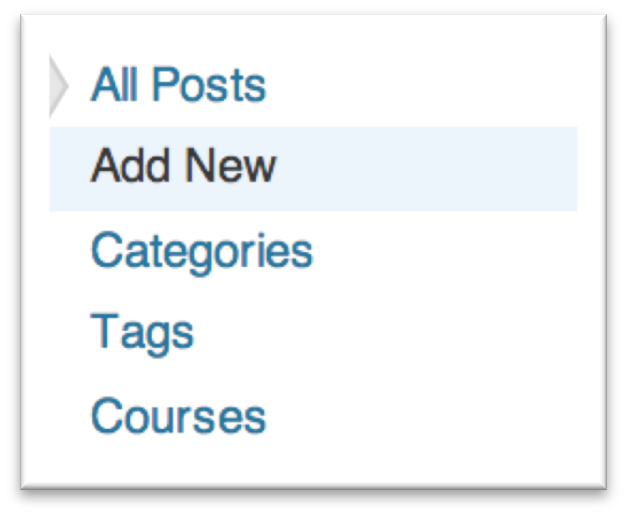 All Posts
Add New
Categories
Tags
Courses